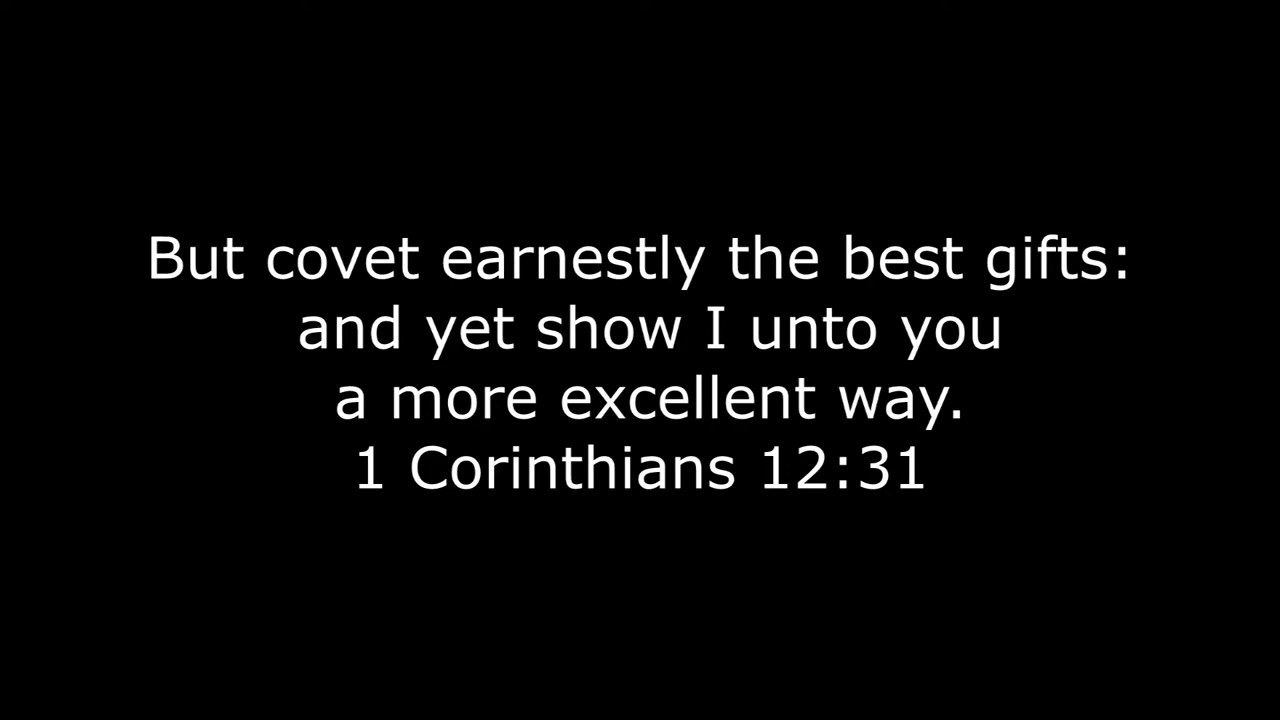 But covet earnestly the best gifts:
and yet show I unto you
a more excellent way.
1 Corinthians 12:31